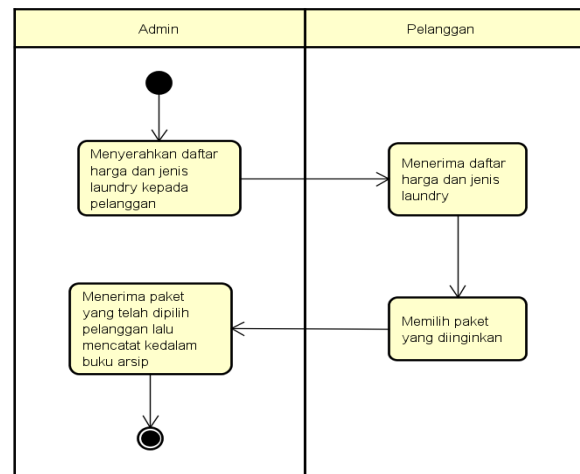 Admin
Pelanggan
Menyerahkan daftar
harga dan jenis
laundry kepada
pelanggan
Menerima daftar
harga dan jenis
laundry
Menerima paket
yang telah dipilih
pelanggan lalu
mencatat kedalam
buku arsip
Memilih paket
yang diinginkan